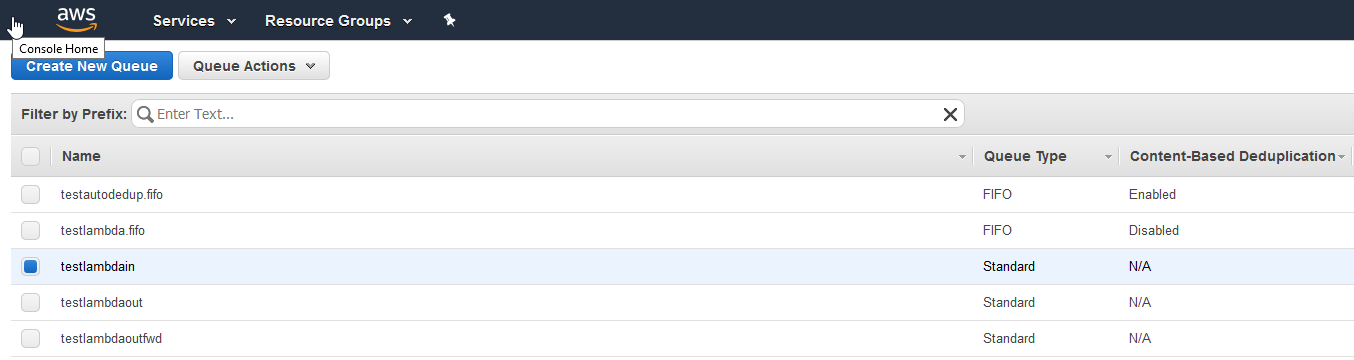 aws Services Resource Groups
Console Home
Create New Queue Queue Actions
Filter by Prefix: Enter Text...
Name Queue Type Content-Based Deduplication
testautodedup.fifo FIFO Enabled
testlambda.fifo FIFO Disabled
testlambdain Standard N/A
testlambdaout Standard N/A
testlambdaoutfwd Standard N/A